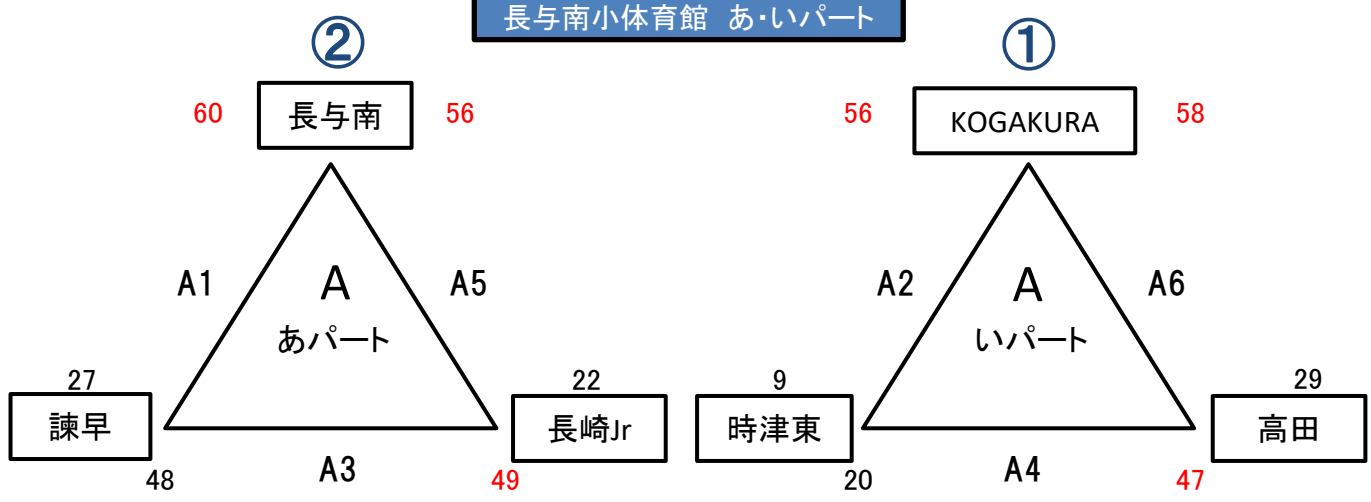 長与南小体育館 あ・いパート
② ①
60 長与南 56 56 KOGAKURA 58
A1 A A5 A2 A A6
あパート いパート
27 22 9 29
諫早 長崎Jr 時津東 高田
48 A3 49 20 A4 47